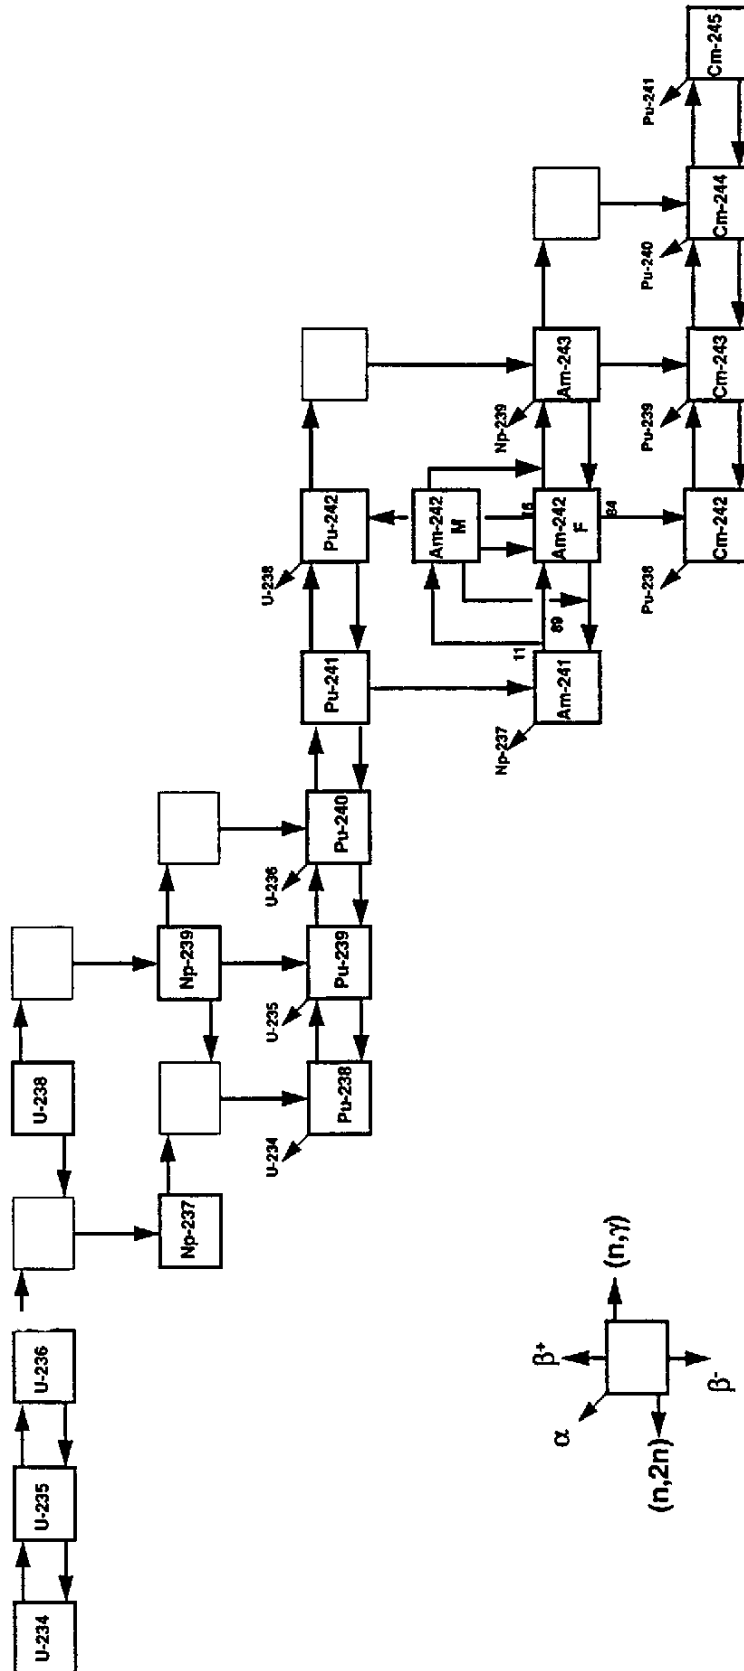 U-234
U-235
U-236
U-238
Np-237
Np-239
U-234
Pu-238
U-235
Pu-239
U-236
Pu-240
Pu-241
U-238
Pu-242
Am-242
M
Np-237
Am-241
11
89
Am-242
F
16
84
Np-239
Am-243
Pu-238
Cm-242
Pu-239
Cm-243
Pu-240
Cm-244
Pu-241
Cm-245
α
β+
(n,γ)
(n,2n)
β-